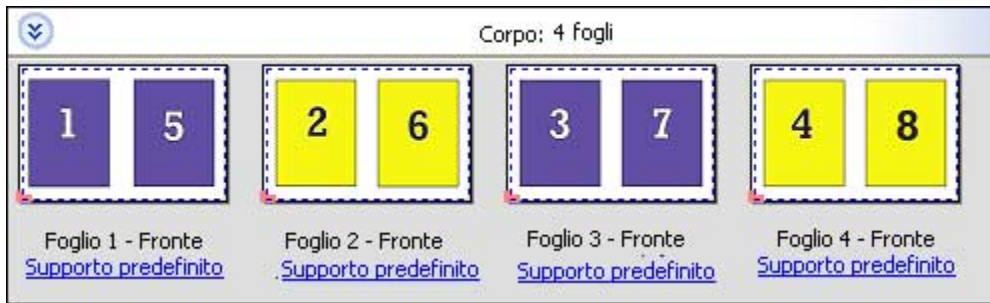 Corpo: 4 fogli
1 5 2 6 3 7 4 8
Foglio 1 - Fronte Foglio 2 - Fronte Foglio 3 - Fronte Foglio 4 - Fronte
Supporto predefinito Supporto predefinito Supporto predefinito Supporto predefinito